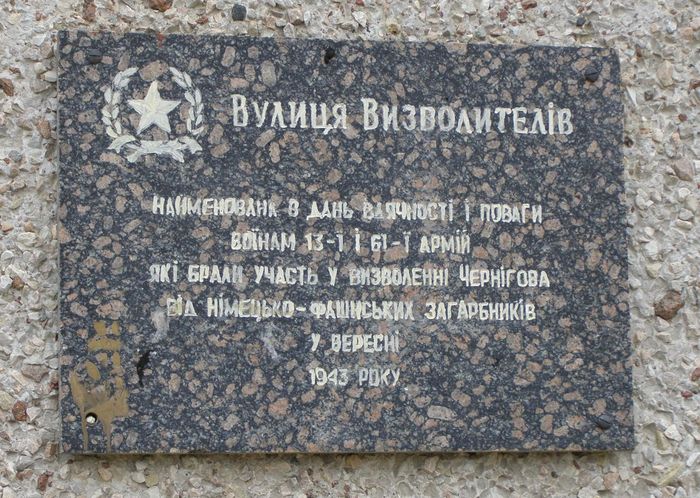 Вулиця Визволителів
наименована в дань вдячності і поваги
воїнам 13-ї і 61-ї армій
які брали участь у визволенні Чернігова
від німецько-фашиських загарбників
у вересні
1943 року